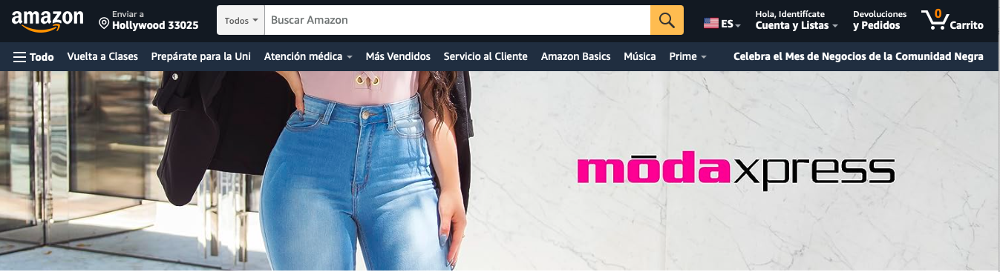 amazon
Enviar a
Hollywood 33025
Todos
Buscar Amazon
ES
Hola, Identifícate
Cuenta y Listas
Devoluciones
y Pedidos
0
Carrito
Todo
Vuelta a Clases
Prepárate para la Uni
Atención médica
Más Vendidos
Servicio al Cliente
Amazon Basics
Música
Prime
Celebra el Mes de Negocios de la Comunidad Negra
mōdaxpress